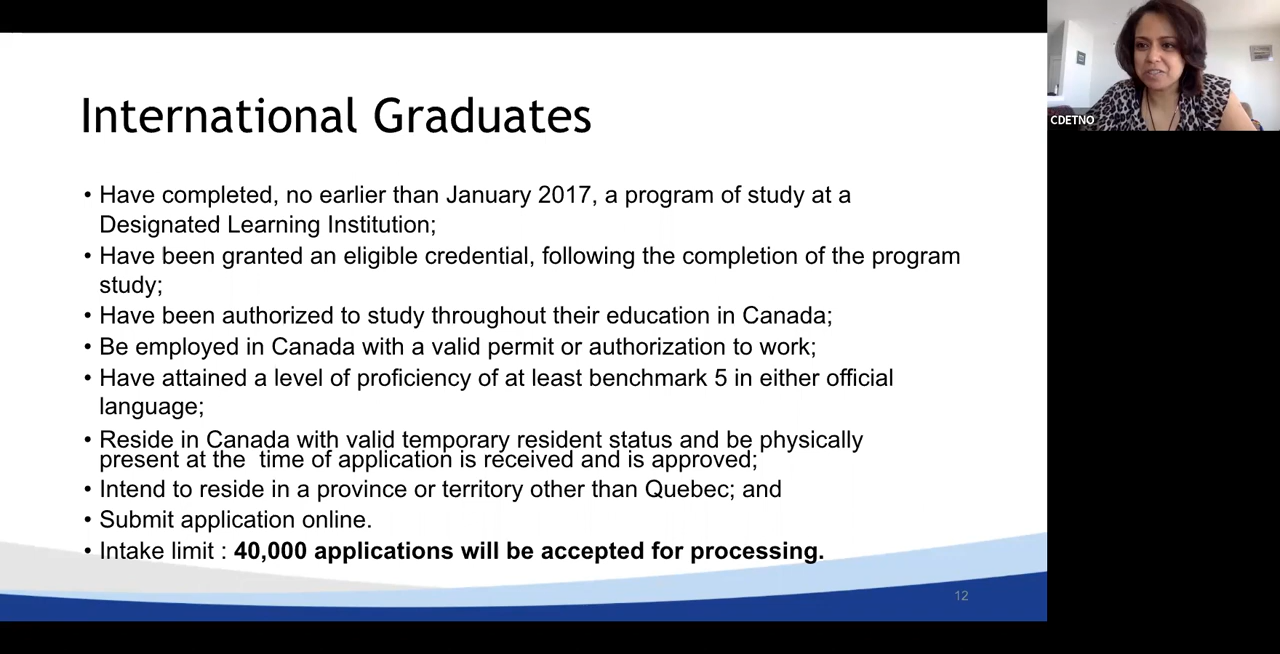 International Graduates
• Have completed, no earlier than January 2017, a program of study at a
Designated Learning Institution;
• Have been granted an eligible credential, following the completion of the program
study;
• Have been authorized to study throughout their education in Canada;
• Be employed in Canada with a valid permit or authorization to work;
• Have attained a level of proficiency of at least benchmark 5 in either official
language;
• Reside in Canada with valid temporary resident status and be physically
present at the  time of application is received and is approved;
• Intend to reside in a province or territory other than Quebec; and
• Submit application online.
• Intake limit : 40,000 applications will be accepted for processing.
12
CDETNO